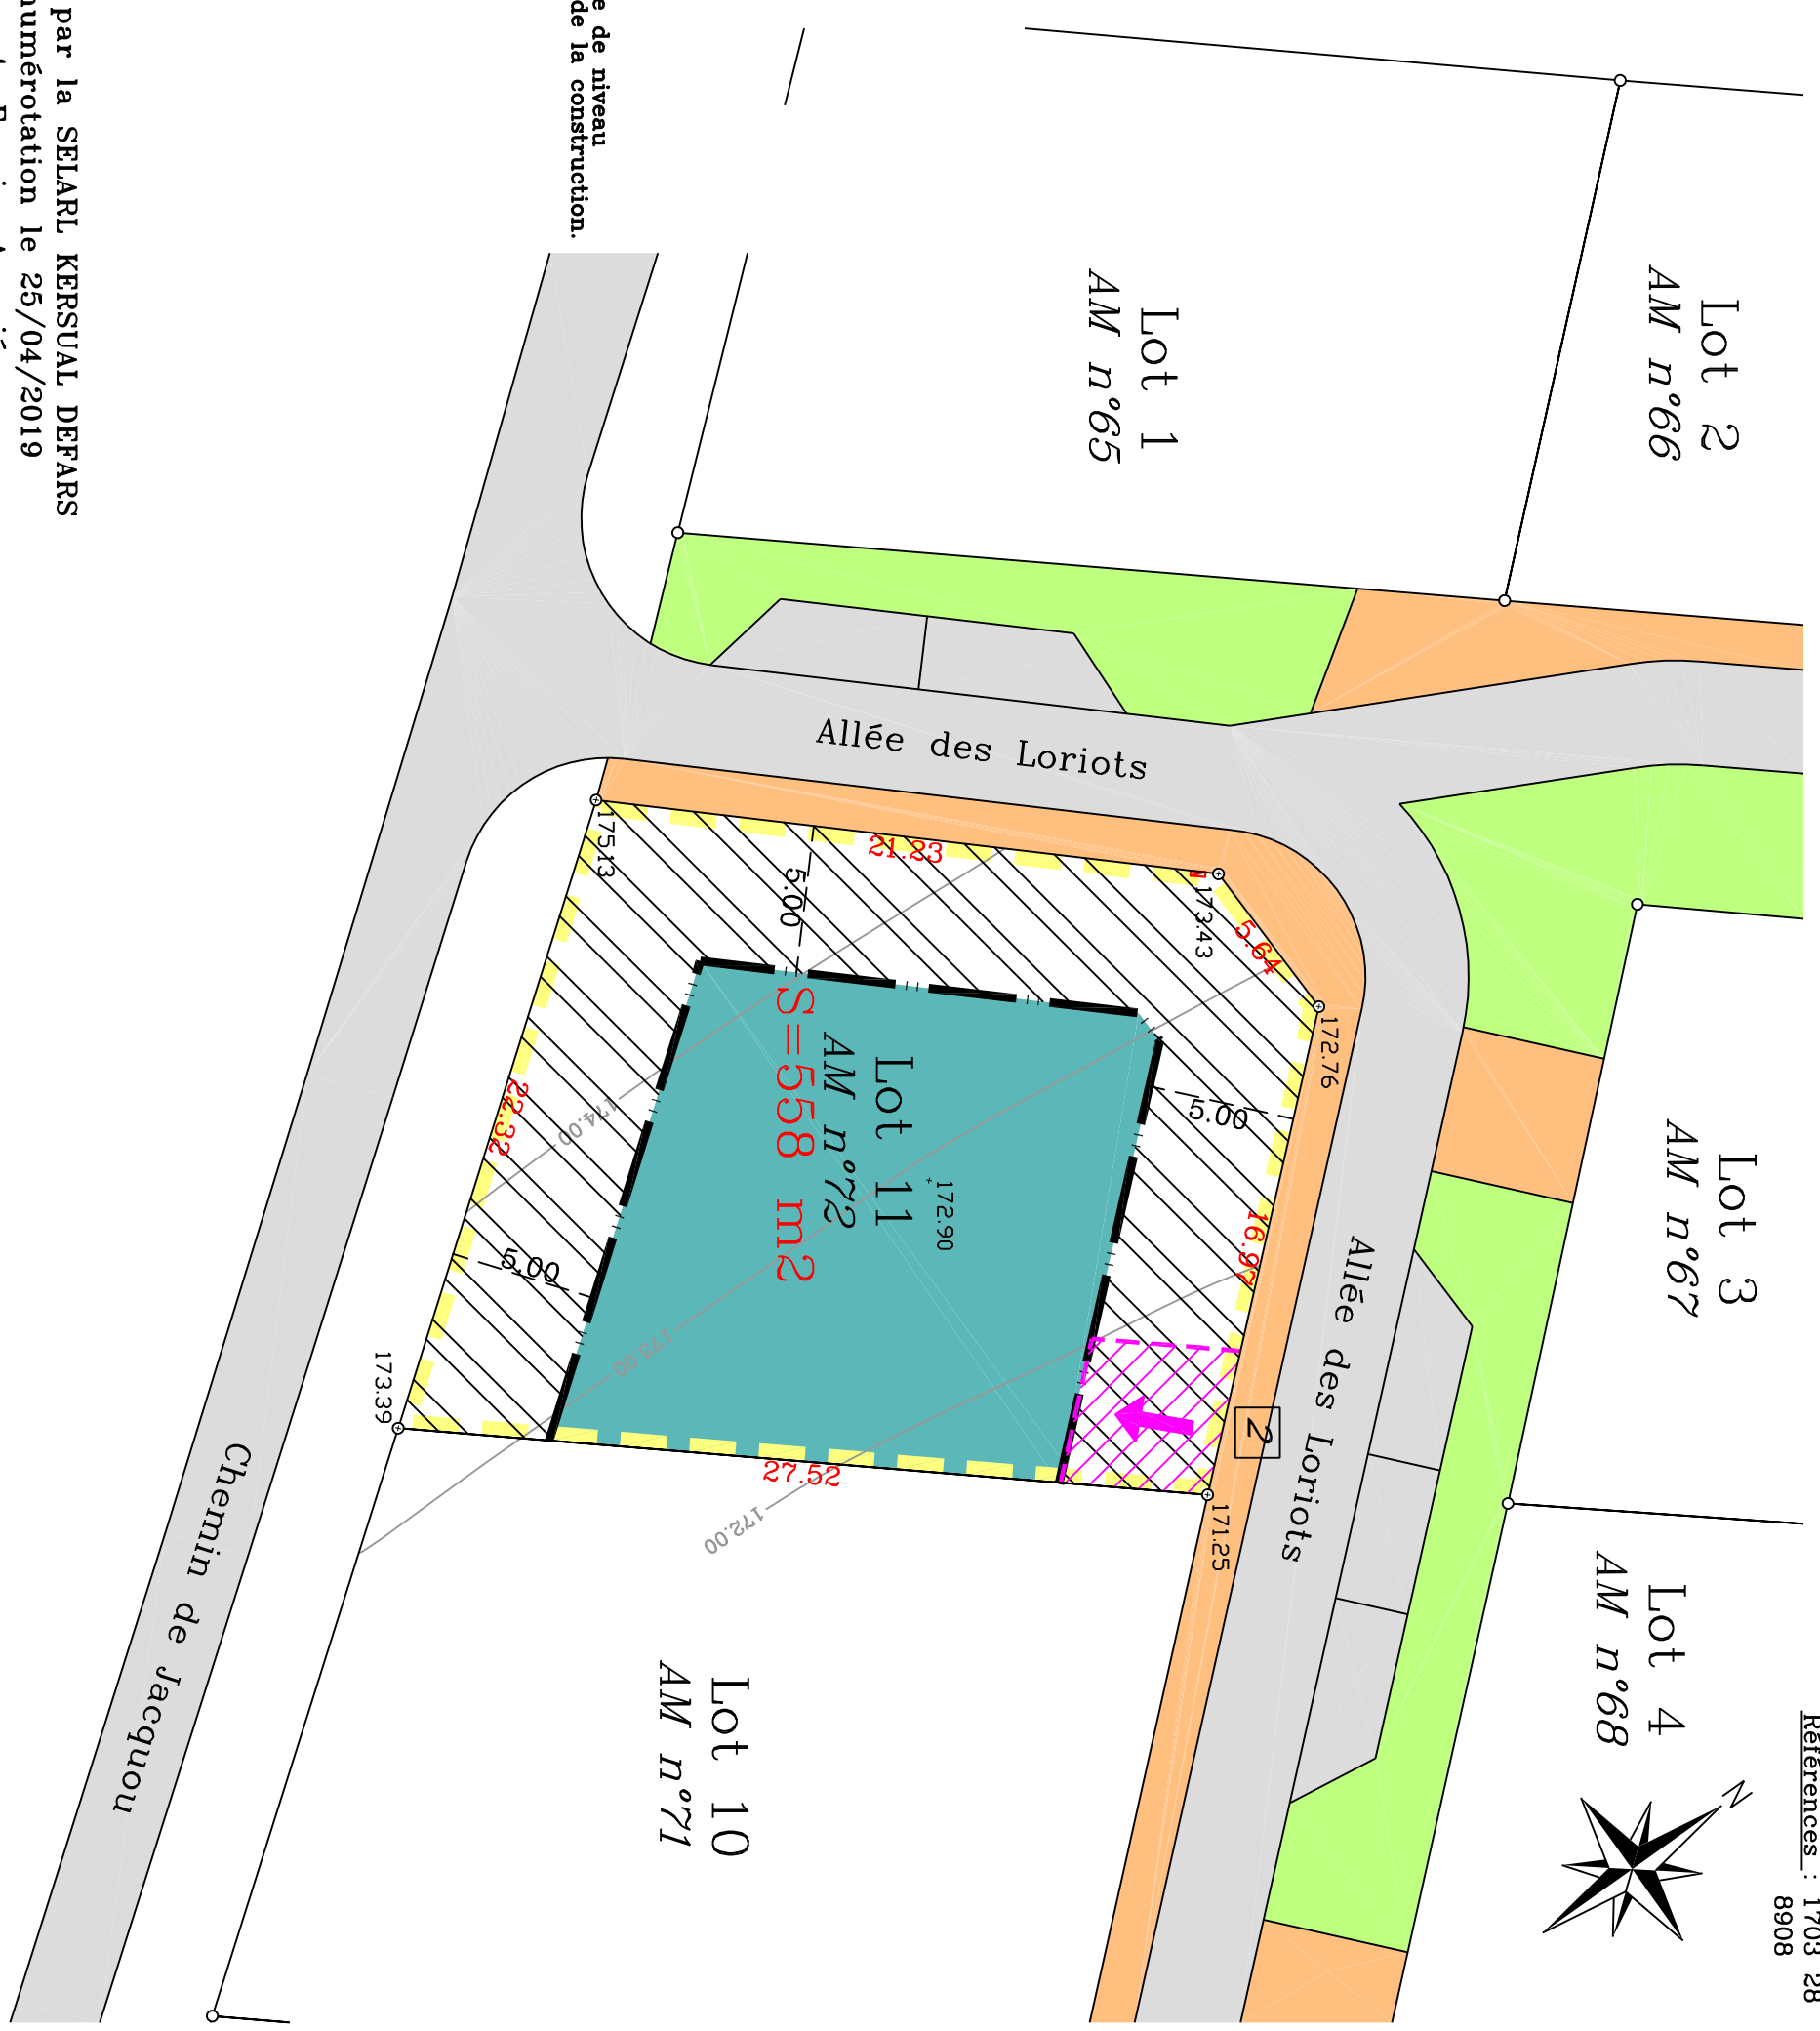 Références : 1703 28
8908
N
Lot 2
AM n°66
Lot 1
AM n°65
Lot 3
AM n°67
Lot 4
AM n°68
Allée des Loriots
Allée des Loriots
2
175.13
21.23
173.43
5.64
172.76
5.00
5.00
5.00
16.97
171.25
172.90
Lot 11
AM n°72
S=558 m2
174.00
173.00
172.00
22.32
27.52
173.39
Lot 10
AM n°71
Chemin de Jacquou
e de niveau
de la construction.
par la SELARL KERSUAL DEFARS
numérotation le 25/04/2019